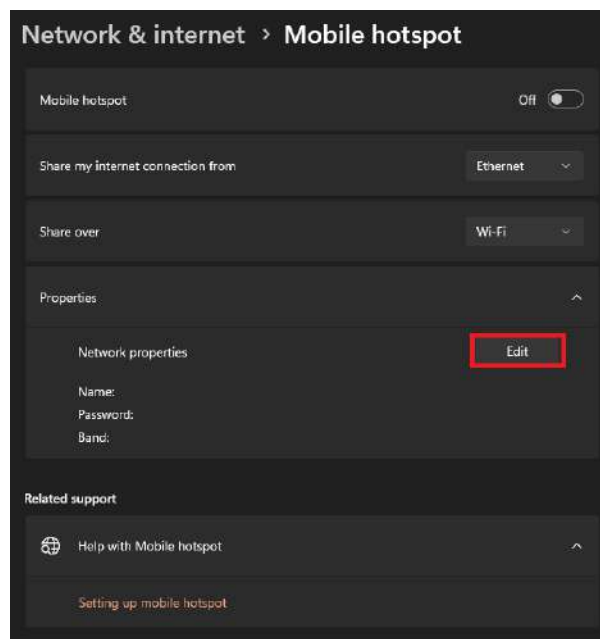 Network & internet > Mobile hotspot
Mobile hotspot Off
Share my internet connection from Ethernet
Share over Wi-Fi
Properties
Network properties Edit
Name:
Password:
Band:
Related support
Help with Mobile hotspot
Setting up mobile hotspot